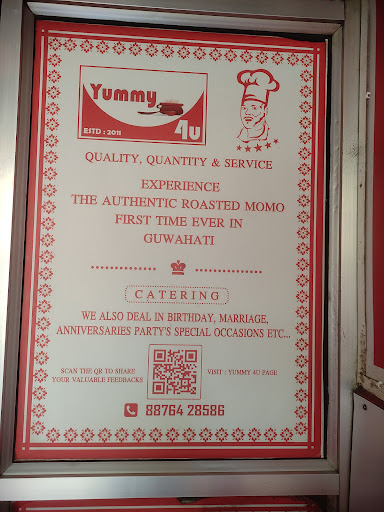 Yummy
4u
ESTD : 2011
QUALITY, QUANTITY & SERVICE
EXPERIENCE
THE AUTHENTIC ROASTED MOMO
FIRST TIME EVER IN
GUWAHATI
CATERING
WE ALSO DEAL IN BIRTHDAY, MARRIAGE,
ANNIVERSARIES PARTY'S SPECIAL OCCASIONS ETC...
SCAN THE QR TO SHARE
YOUR VALUABLE FEEDBACKS
VISIT : YUMMY 4U PAGE
88764 28586